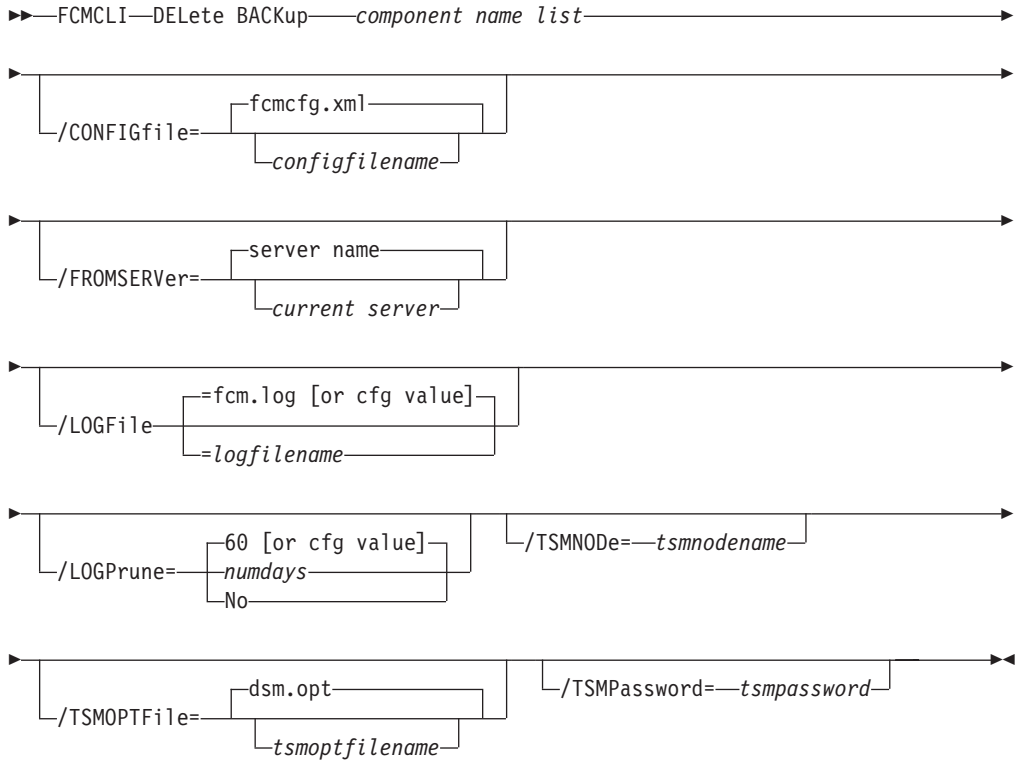 FCMCLI DELete BACKup component name list
fcmcfg.xml
/CONFIGfile=
configfilename
server name
/FROMSERVer=
current server
=fcm.log [or cfg value]
/LOGFile
=logfilename
60 [or cfg value]
/TSMNODe= tsmnodename
/LOGPrune= numdays
No
dsm.opt
/TSMPassword= tsmpassword
/TSMOPTFile=
tsmoptfilename